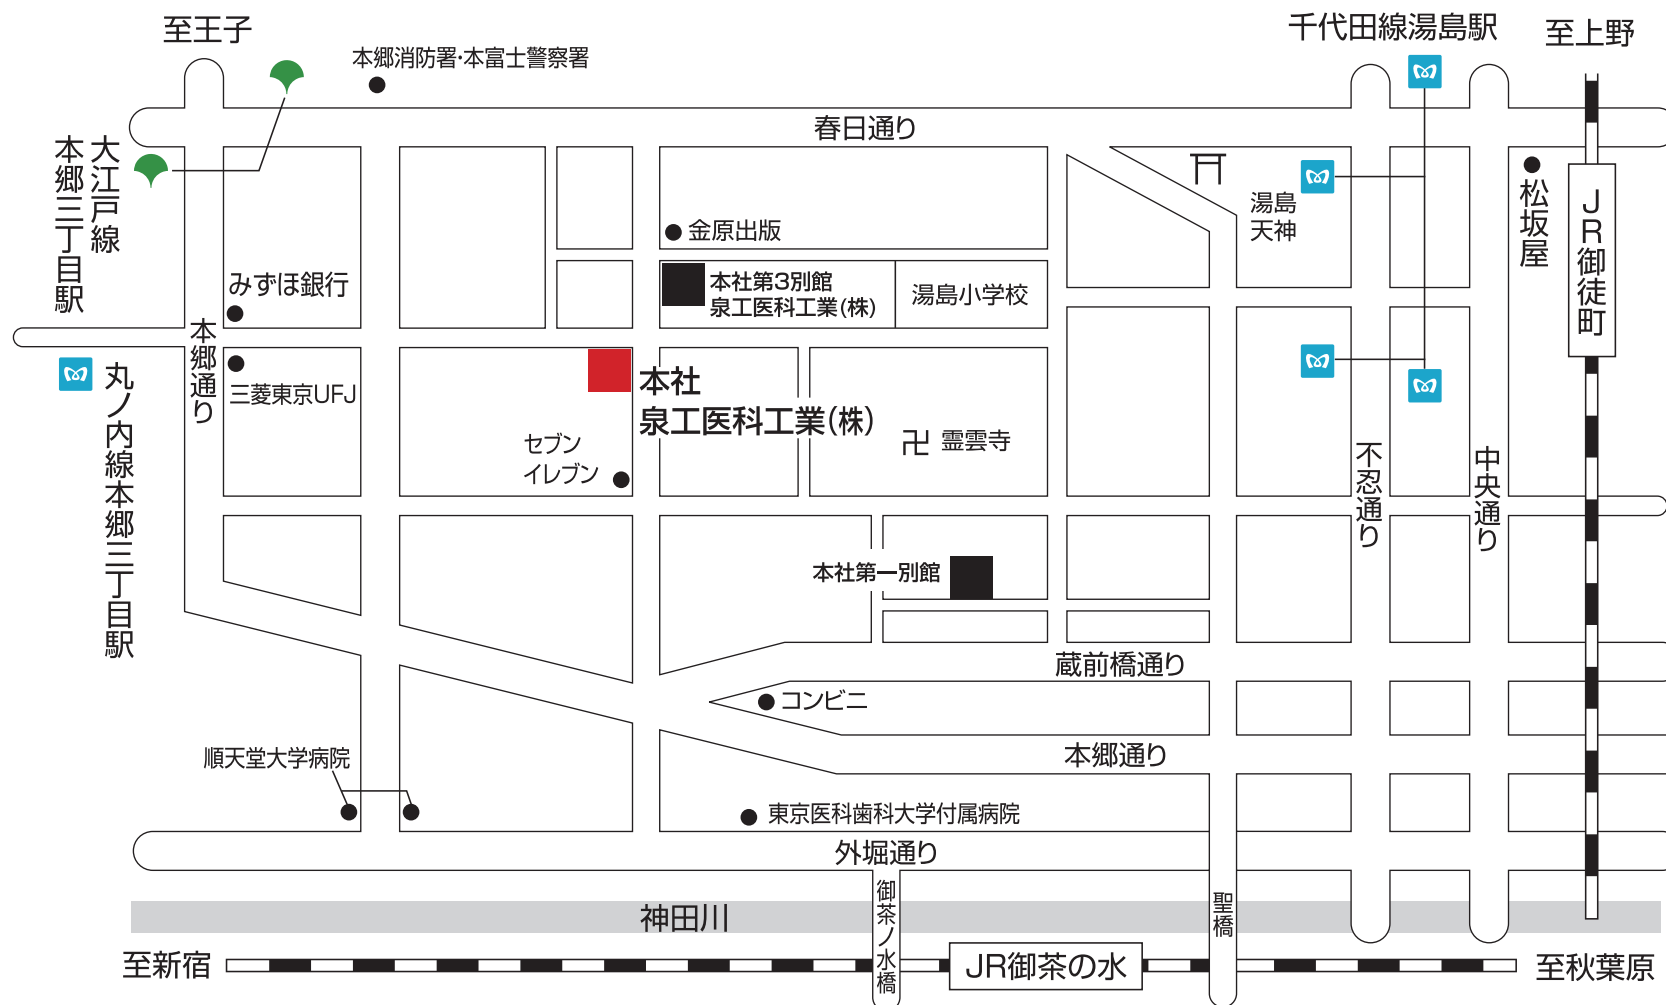 至王子
本郷消防署・本富士警察署
千代田線湯島駅
至上野
春日通り
大江戸線
本郷三丁目駅
湯島
天神
松坂屋
JR御徒町
金原出版
みずほ銀行
本社第3別館
泉工医科工業(株)
湯島小学校
本郷通り
丸ノ内線本郷三丁目駅
三菱東京UFJ
本社
泉工医科工業(株)
セブン
イレブン
卍 霊雲寺
不忍通り
中央通り
本社第一別館
蔵前橋通り
コンビニ
本郷通り
順天堂大学病院
東京医科歯科大学付属病院
外堀通り
御茶ノ水橋
聖橋
神田川
至新宿
JR御茶の水
至秋葉原